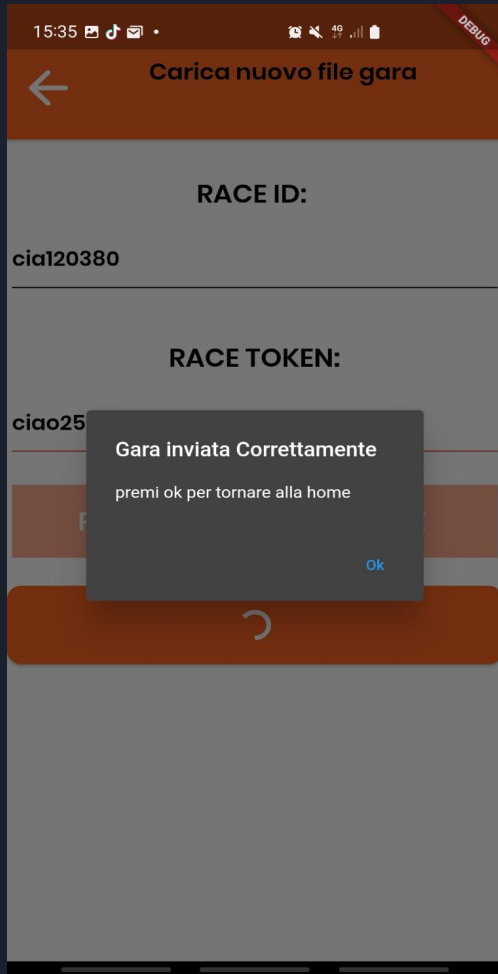 15:35
4G
DEBUG
Carica nuovo file gara
RACE ID:
cia120380
RACE TOKEN:
ciao25
Gara inviata Correttamente
premi ok per tornare alla home
Ok